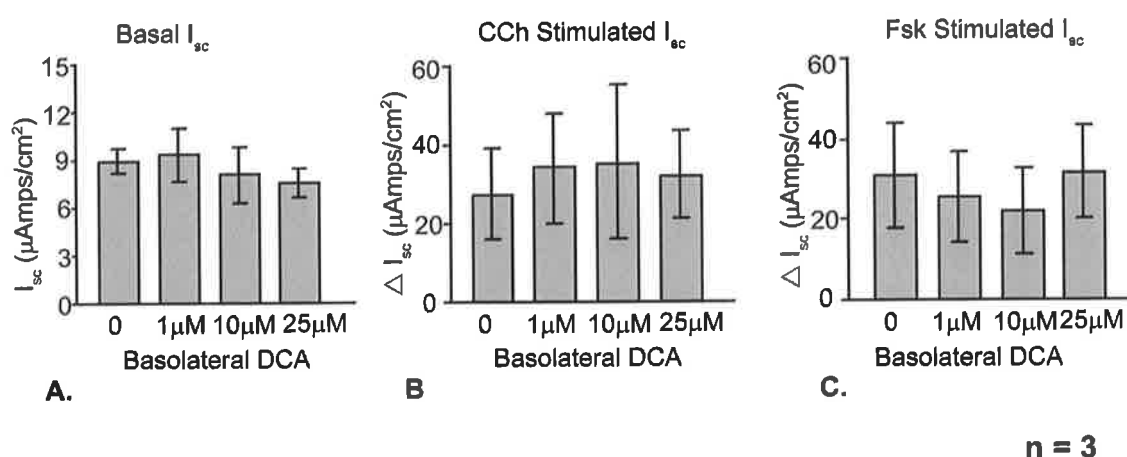 Basal Isc
CCh Stimulated Isc
Fsk Stimulated Isc
Isc (μAmps/cm²)
15
12
9
6
3
0
0 1μM 10μM 25μM
Basolateral DCA
A.
△ Isc (μAmps/cm²)
60
40
20
0
0 1μM 10μM 25μM
Basolateral DCA
B
△ Isc (μAmps/cm²)
60
40
20
0
0 1μM 10μM 25μM
Basolateral DCA
C.
n = 3